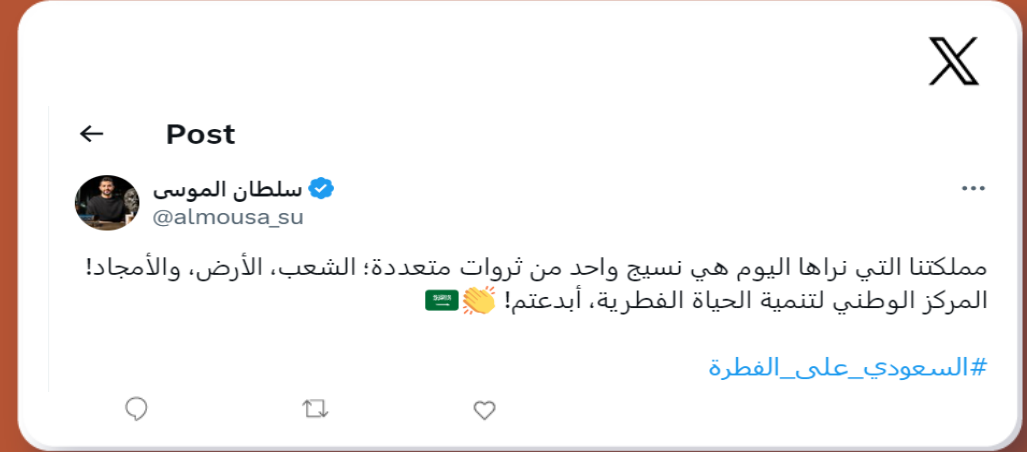 Post
سلطان الموسى
@almousa_su
مملكتنا التي نراها اليوم هي نسيج واحد من ثروات متعددة؛ الشعب، الأرض، والأمجاد!
المركز الوطني لتنمية الحياة الفطرية، أبدعتم! 👏🇸🇦
#السعودي_على_الفطرة